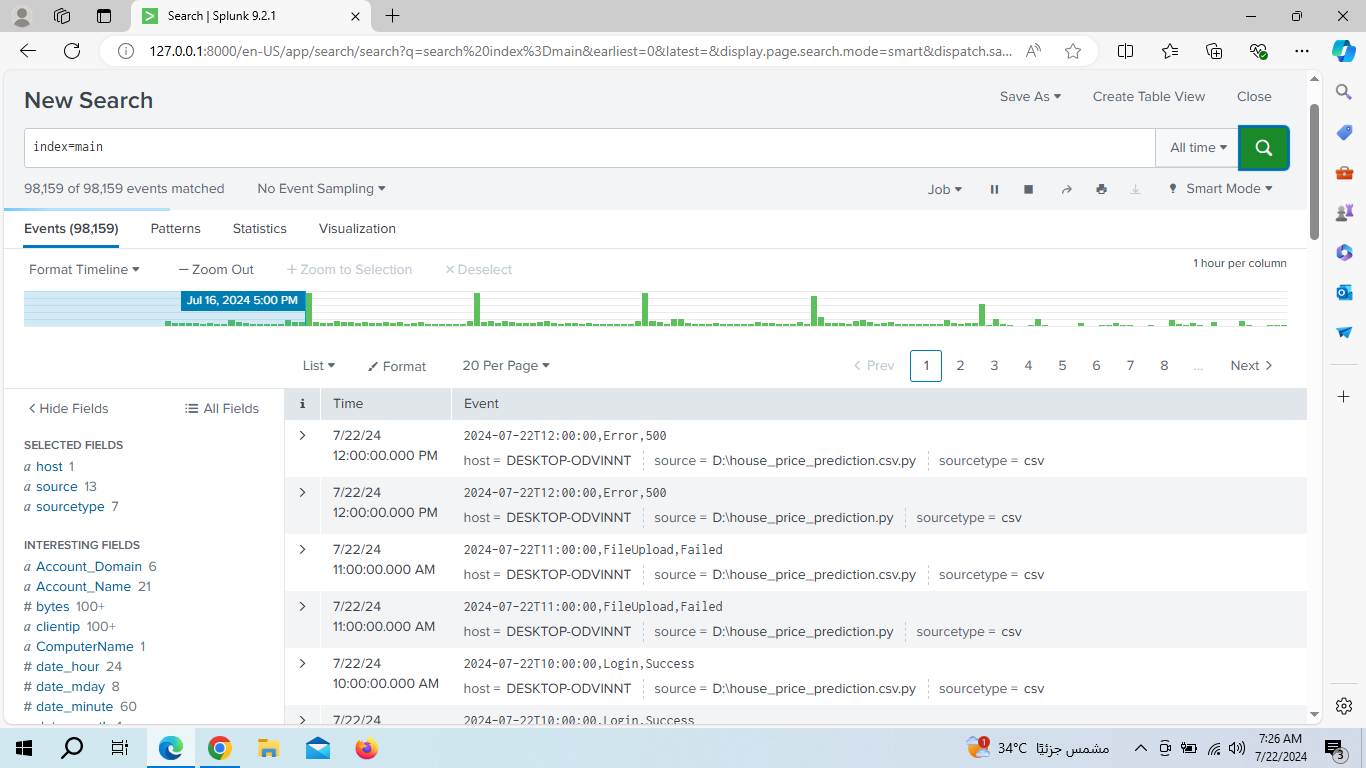 Search | Splunk 9.2.1
127.0.0.1:8000/en-US/app/search/search?q=search%20index%3Dmain&earliest=0&latest=&display.page.search.mode=smart&dispatch.sa...
New Search
Save As
Create Table View
Close
index=main
All time
98,159 of 98,159 events matched
No Event Sampling
Job
Smart Mode
Events (98,159)
Patterns
Statistics
Visualization
Format Timeline
— Zoom Out
+ Zoom to Selection
× Deselect
1 hour per column
Jul 16, 2024 5:00 PM
List
Format
20 Per Page
< Prev
1
2
3
4
5
6
7
8
...
Next >
< Hide Fields
All Fields
i
Time
Event
SELECTED FIELDS
a host 1
a source 13
a sourcetype 7
INTERESTING FIELDS
a Account_Domain 6
a Account_Name 21
# bytes 100+
a clientip 100+
a ComputerName 1
# date_hour 24
# date_mday 8
# date_minute 60
7/22/24
12:00:00.000 PM
2024-07-22T12:00:00,Error,500
host = DESKTOP-ODVINNT source = D:\house_price_prediction.csv.py sourcetype = csv
7/22/24
12:00:00.000 PM
2024-07-22T12:00:00,Error,500
host = DESKTOP-ODVINNT source = D:\house_price_prediction.py sourcetype = csv
7/22/24
11:00:00.000 AM
2024-07-22T11:00:00,FileUpload,Failed
host = DESKTOP-ODVINNT source = D:\house_price_prediction.csv.py sourcetype = csv
7/22/24
11:00:00.000 AM
2024-07-22T11:00:00,FileUpload,Failed
host = DESKTOP-ODVINNT source = D:\house_price_prediction.py sourcetype = csv
7/22/24
10:00:00.000 AM
2024-07-22T10:00:00,Login,Success
host = DESKTOP-ODVINNT source = D:\house_price_prediction.csv.py sourcetype = csv
7/22/24
2024-07-22T10:00:00,Login,Success
1
34°C
مشمس جزئيًا
7:26 AM
7/22/2024
3